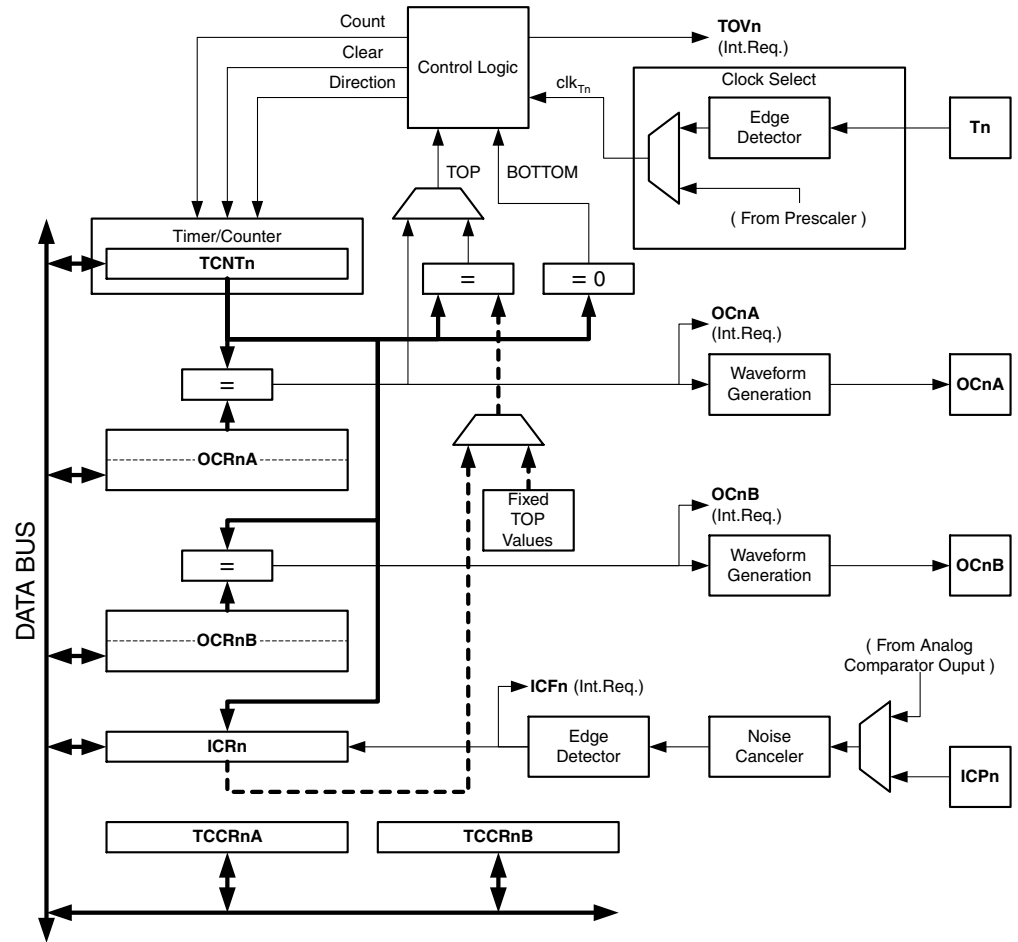 Count
Clear
Direction
Control Logic
TOVn
(Int.Req.)
clkTn
Clock Select
Edge
Detector
Tn
( From Prescaler )
TOP
BOTTOM
Timer/Counter
TCNTn
=
= 0
OCnA
(Int.Req.)
=
Waveform
Generation
OCnA
OCRnA
Fixed
TOP
Values
OCnB
(Int.Req.)
=
Waveform
Generation
OCnB
OCRnB
DATA BUS
( From Analog
Comparator Ouput )
ICFn (Int.Req.)
ICRn
Edge
Detector
Noise
Canceler
ICPn
TCCRnA
TCCRnB